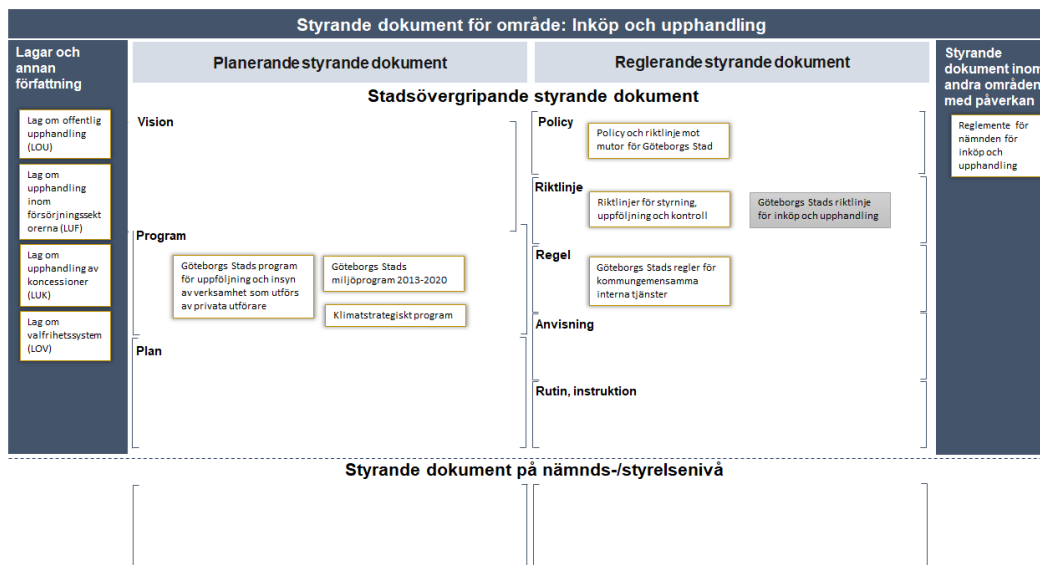 Styrande dokument för område: Inköp och upphandling
Lagar och
annan
författning
Planerande styrande dokument
Reglerande styrande dokument
Styrande
dokument inom
andra områden
med påverkan
Stadsövergripande styrande dokument
Lag om offentlig
upphandling
(LOU)
Lag om
upphandling
inom
försörjningssekt
orerna (LUF)
Lag om
upphandling av
koncessioner
(LUK)
Lag om
valfrihetssystem
(LOV)
Vision
Program
Göteborgs Stads program
för uppföljning och insyn
av verksamhet som utförs
av privata utförare
Göteborgs Stads
miljöprogram 2013-2020
Klimatstrategiskt program
Plan
Policy
Policy och riktlinje mot
mutor för Göteborg Stad
Riktlinje
Riktlinjer för styrning,
uppföljning och kontroll
Göteborgs Stads riktlinje
för inköp och upphandling
Regel
Göteborgs Stads regler för
kommungemensamma
interna tjänster
Anvisning
Rutin, instruktion
Reglemente för
nämnden för
inköp och
upphandling
Styrande dokument på nämnds-/styrelsenivå